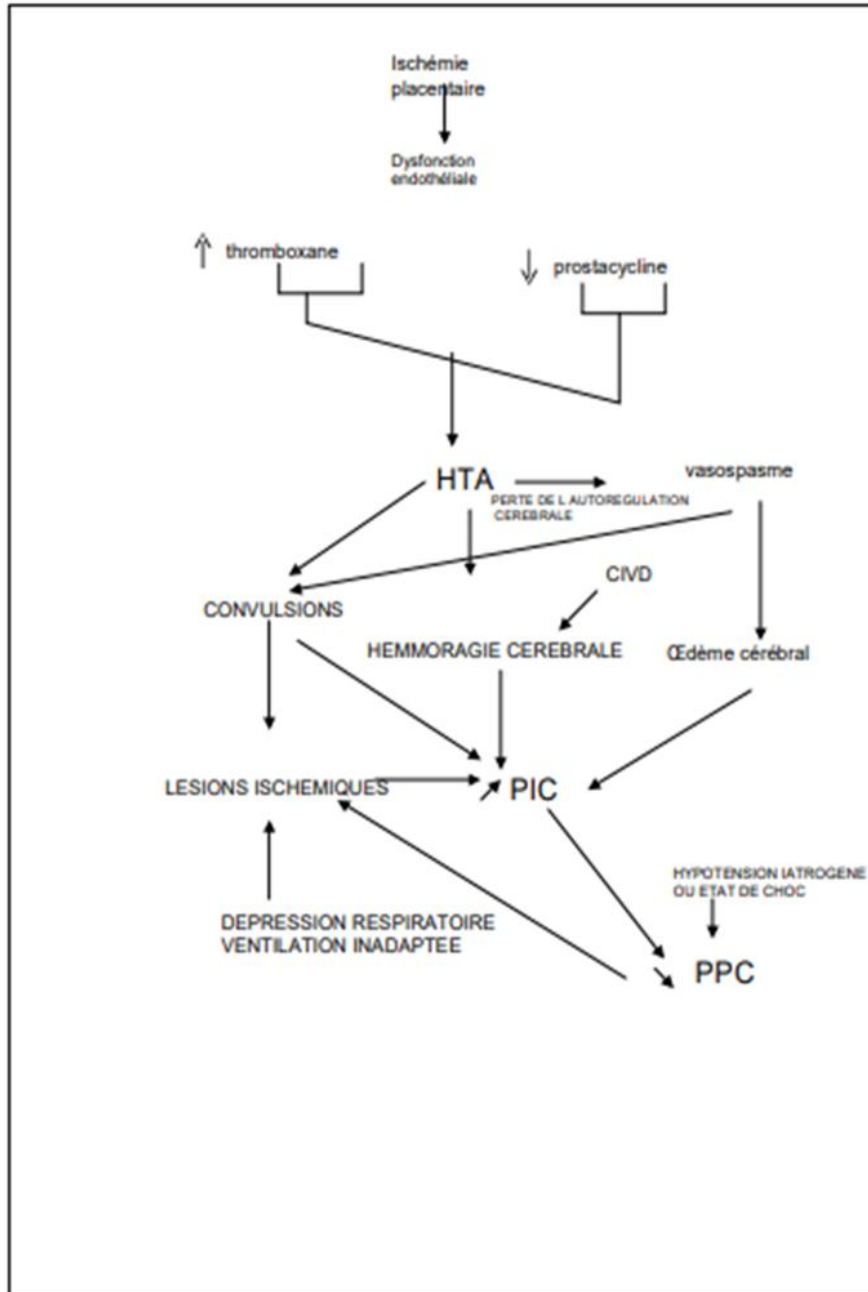 Ischémie
placentaire
Dysfonction
endothéliale
thromboxane
prostacycline
HTA
vasospasme
PERTE DE L AUTOREGULATION
CEREBRALE
CIVD
CONVULSIONS
HEMMORAGIE CEREBRALE
Œdème cérébral
LESIONS ISCHEMIQUES
PIC
HYPOTENSION IATROGENE
OU ETAT DE CHOC
DEPRESSION RESPIRATOIRE
VENTILATION INADAPTEE
PPC